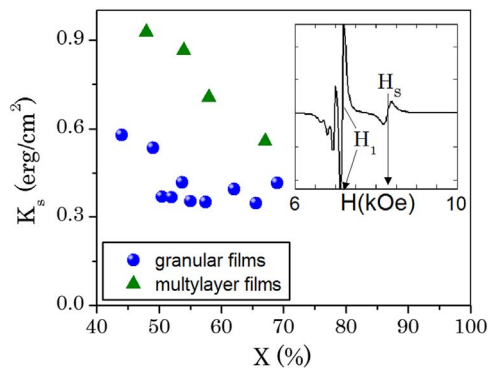 K_s (erg/cm²)
0.9
0.6
0.3
0.0
H_s
H_1
6
H(kOe)
10
granular films
multylayer films
40 50 60 70 80 90 100
X (%)